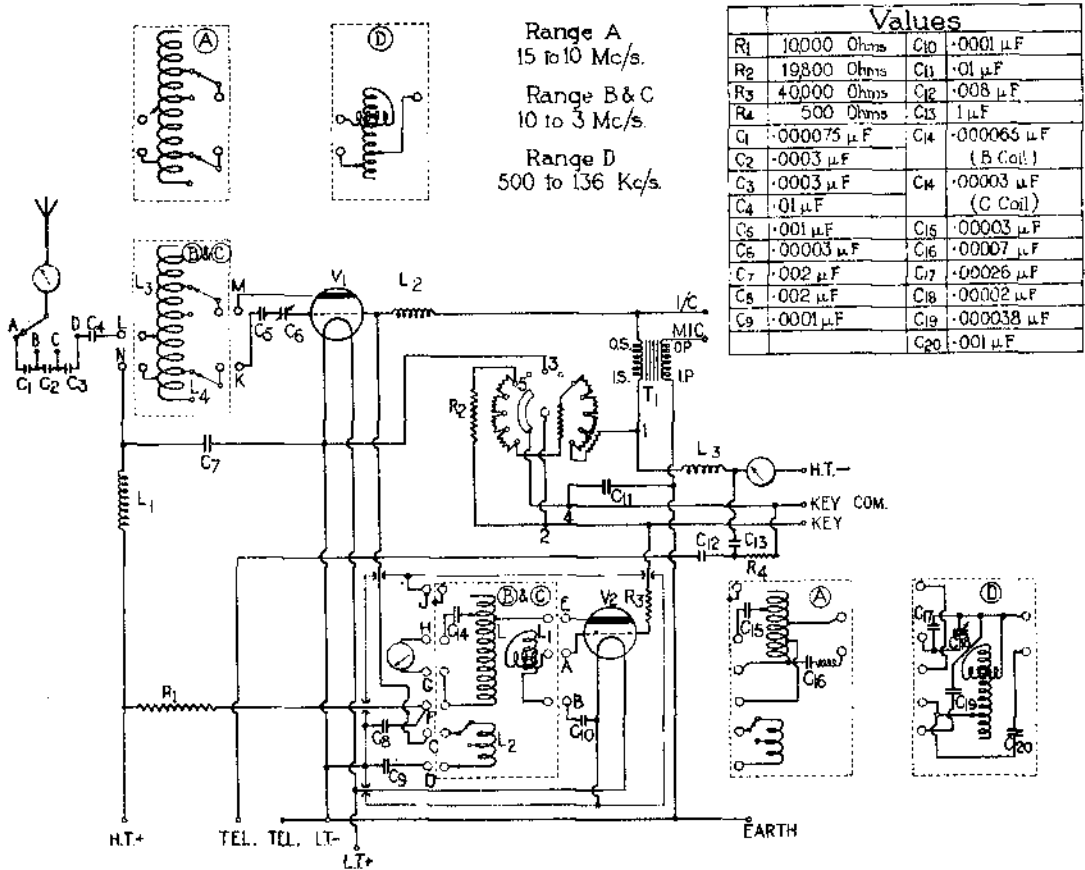 Range A
15 to 10 Mc/s.
Range B & C
10 to 3 Mc/s.
Range D
500 to 136 Kc/s.
Values
R1 10,000 Ohms C10 ·0001 μF
R2 19,800 Ohms C11 ·01 μF
R3 40,000 Ohms C12 ·008 μF
R4 500 Ohms C13 1 μF
C1 ·000075 μF C14 ·000065 μF
C2 ·0003 μF (B Coil)
C3 ·0003 μF C14 ·00003 μF
C4 ·01 μF (C Coil)
C5 ·001 μF C15 ·00003 μF
C6 ·00003 μF C16 ·00007 μF
C7 ·002 μF C17 ·00026 μF
C8 ·002 μF C18 ·00002 μF
C9 ·0001 μF C19 ·000038 μF
C20 ·001 μF
A
D
B&C
L3
L4
M
K
V1
L2
I/C
MIC
O.S.
O.P
I.S.
I.P
T1
A
B
C
D
C4
L
N
C1 C2 C3
C5 C6
C7
L1
R2
5
3
1
2
4
L3
H.T.-
C11
KEY COM.
KEY
C12
C13
R4
R3
J
H
G
F
C
D
B&C
C14
L
L1
L2
E
A
B
V2
C10
R1
C8
C9
A
C15
C16
D
C17
C18
C19
C20
H.T.+
TEL.
TEL.
L.T-
L.T+
EARTH